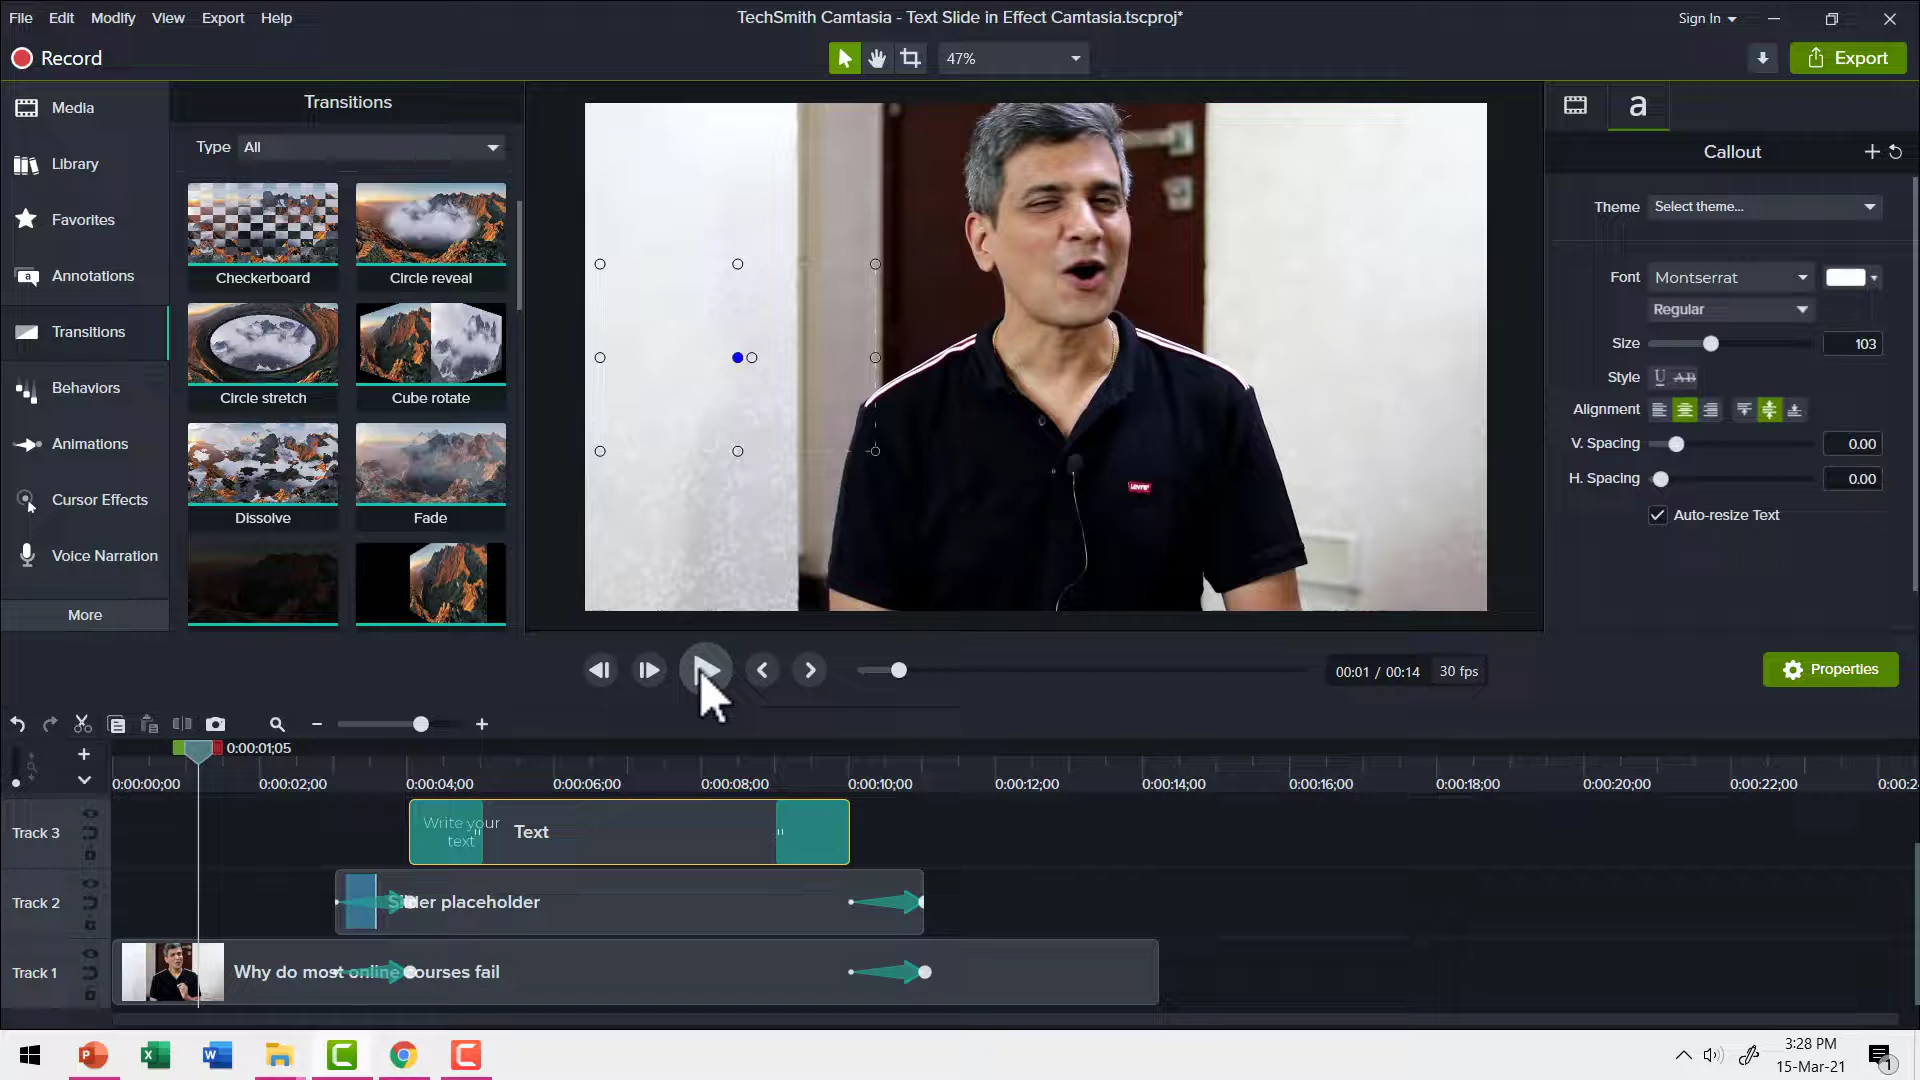 File Edit Modify View Export Help
TechSmith Camtasia - Text Slide in Effect Camtasia.tscproj*
Sign In
Record
47%
Export
Media
Library
Favorites
Annotations
Transitions
Behaviors
Animations
Cursor Effects
Voice Narration
More
Transitions
Type All
Checkerboard Circle reveal
Circle stretch Cube rotate
Dissolve Fade
Levi's
a
Callout
Theme Select theme...
Font Montserrat
Regular
Size 103
Style U AB
Alignment
V. Spacing 0.00
H. Spacing 0.00
Auto-resize Text
00:01 / 00:14 30 fps
Properties
0:00:01;05
0:00:00;00 0:00:02;00 0:00:04;00 0:00:06;00 0:00:08;00 0:00:10;00 0:00:12;00 0:00:14;00 0:00:16;00 0:00:18;00 0:00:20;00 0:00:22;00
Track 3
Write your
text
Text
Track 2
Slider placeholder
Track 1
Why do most online courses fail
3:28 PM
15-Mar-21
1